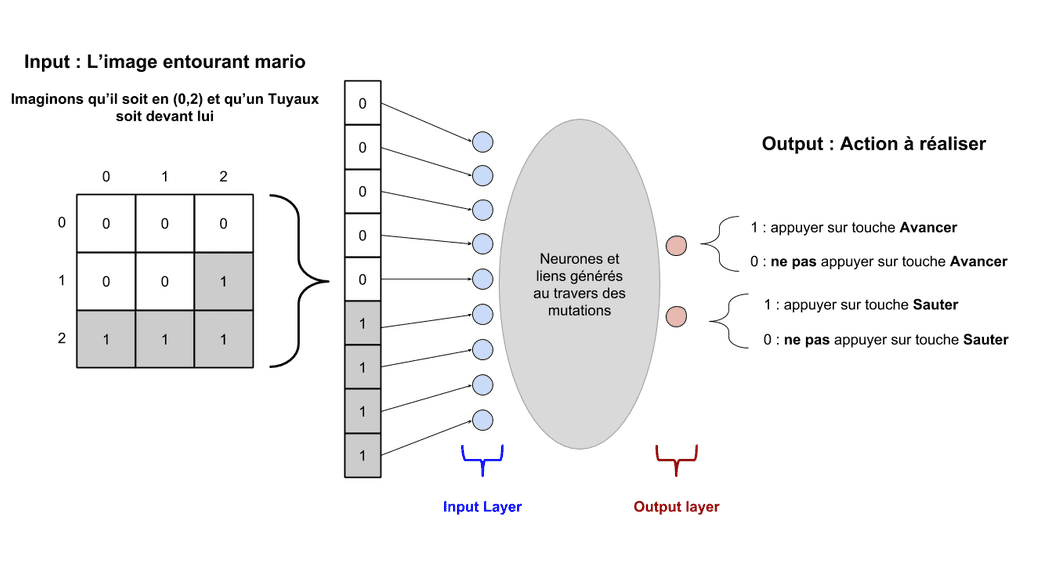 Input : L'image entourant mario
Imaginons qu'il soit en (0,2) et qu'un Tuyaux
soit devant lui
0 1 2
0 0 0 0
1 0 0 1
2 1 1 1
0
0
0
0
0
1
1
1
1
Neurones et
liens générés
au travers des
mutations
Input Layer
Output layer
Output : Action à réaliser
1 : appuyer sur touche Avancer
0 : ne pas appuyer sur touche Avancer
1 : appuyer sur touche Sauter
0 : ne pas appuyer sur touche Sauter